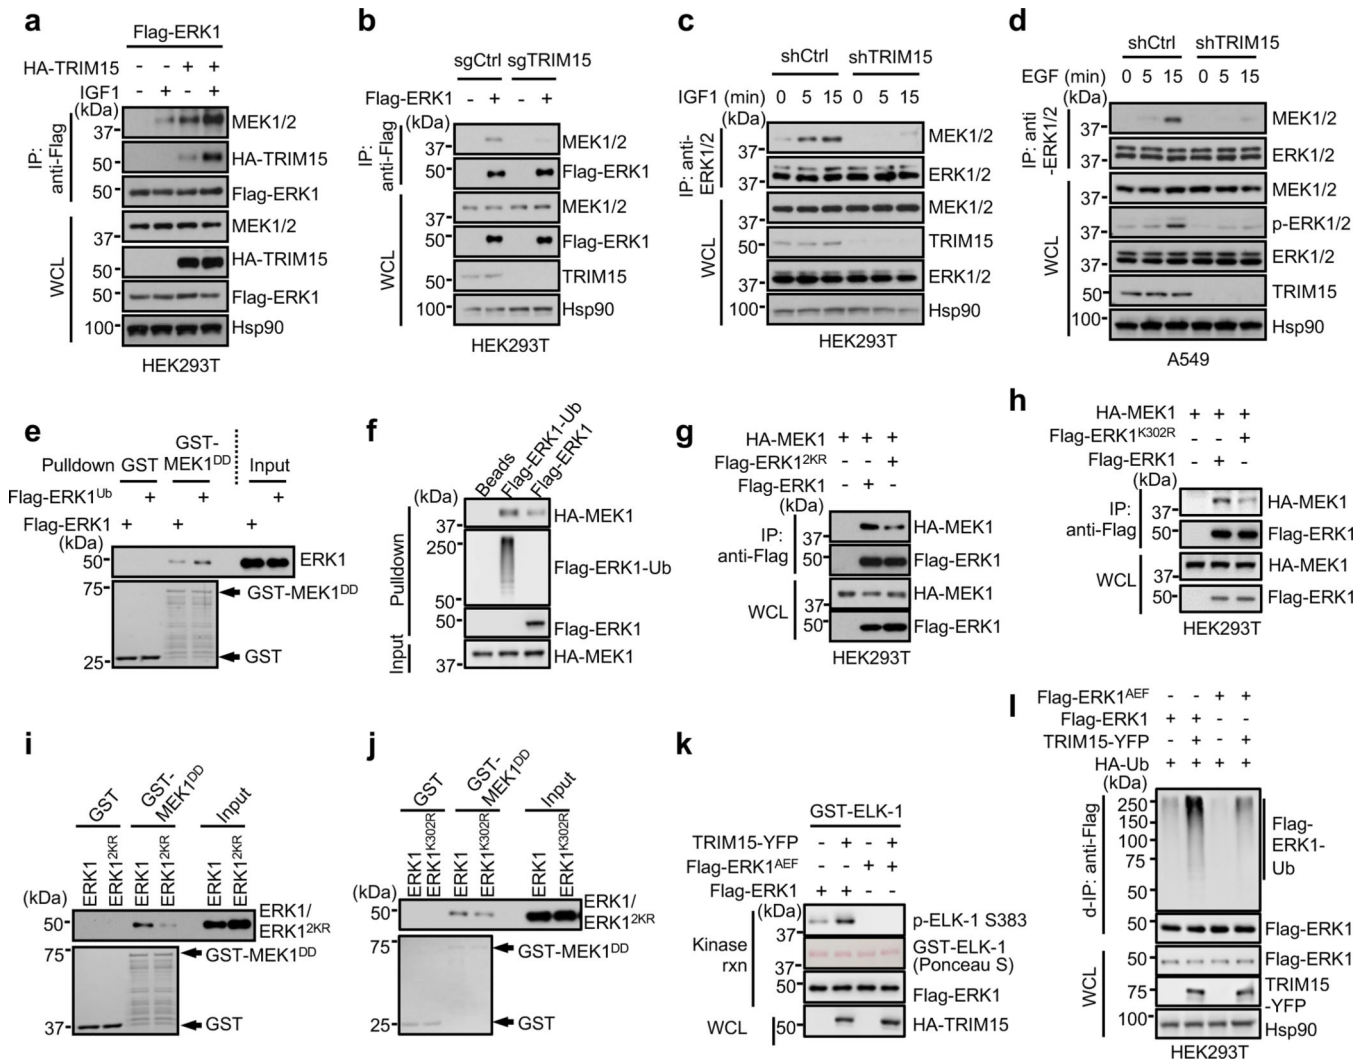 a
Flag-ERK1
HA-TRIM15 - - + +
IGF1 - + - +
(kDa)
IP: anti-Flag
37 MEK1/2
50 HA-TRIM15
50 Flag-ERK1
WCL
37 MEK1/2
50 HA-TRIM15
50 Flag-ERK1
100 Hsp90
HEK293T
b
sgCtrl sgTRIM15
Flag-ERK1 - + - +
(kDa)
IP: anti-Flag
37 MEK1/2
50 Flag-ERK1
WCL
37 MEK1/2
50 Flag-ERK1
50 TRIM15
100 Hsp90
HEK293T
c
shCtrl shTRIM15
IGF1 (min) 0 5 15 0 5 15
(kDa)
IP: anti-ERK1/2
37 MEK1/2
37 ERK1/2
WCL
37 MEK1/2
50 TRIM15
37 ERK1/2
100 Hsp90
HEK293T
d
shCtrl shTRIM15
EGF (min) 0 5 15 0 5 15
(kDa)
IP: anti-ERK1/2
37 MEK1/2
37 ERK1/2
WCL
37 MEK1/2
37 p-ERK1/2
37 ERK1/2
50 TRIM15
100 Hsp90
A549
e
GST-MEK1DD
Pulldown GST Input
Flag-ERK1Ub + + +
Flag-ERK1 + + +
(kDa)
50 ERK1
75 GST-MEK1DD
25 GST
f
Beads
Flag-ERK1-Ub
Flag-ERK1
(kDa)
Pulldown
37 HA-MEK1
250
Flag-ERK1-Ub
50
50 Flag-ERK1
Input
37 HA-MEK1
g
HA-MEK1 + + +
Flag-ERK12KR - - +
Flag-ERK1 - + -
(kDa)
IP: anti-Flag
37 HA-MEK1
50 Flag-ERK1
WCL
37 HA-MEK1
50 Flag-ERK1
HEK293T
h
HA-MEK1 + + +
Flag-ERK1K302R - - +
Flag-ERK1 - + -
(kDa)
IP: anti-Flag
37 HA-MEK1
50 Flag-ERK1
WCL
37 HA-MEK1
50 Flag-ERK1
HEK293T
i
GST
GST-MEK1DD
Input
ERK1 ERK12KR ERK1 ERK12KR ERK1 ERK12KR
(kDa)
50 ERK1/ERK12KR
75 GST-MEK1DD
37 GST
j
GST
GST-MEK1DD
Input
ERK1 ERK1K302R ERK1 ERK1K302R ERK1 ERK1K302R
(kDa)
50 ERK1/ERK12KR
75 GST-MEK1DD
25 GST
k
GST-ELK-1
TRIM15-YFP - + - +
Flag-ERK1AEF - - + +
Flag-ERK1 + + - -
(kDa)
Kinase rxn
37 p-ELK-1 S383
37 GST-ELK-1 (Ponceau S)
50 Flag-ERK1
WCL
50 HA-TRIM15
l
Flag-ERK1AEF - - + +
Flag-ERK1 + + - -
TRIM15-YFP - + - +
HA-Ub + + + +
(kDa)
d-IP: anti-Flag
250
150
100
75
50
Flag-ERK1-Ub
50 Flag-ERK1
WCL
50 Flag-ERK1
75 TRIM15-YFP
100 Hsp90
HEK293T